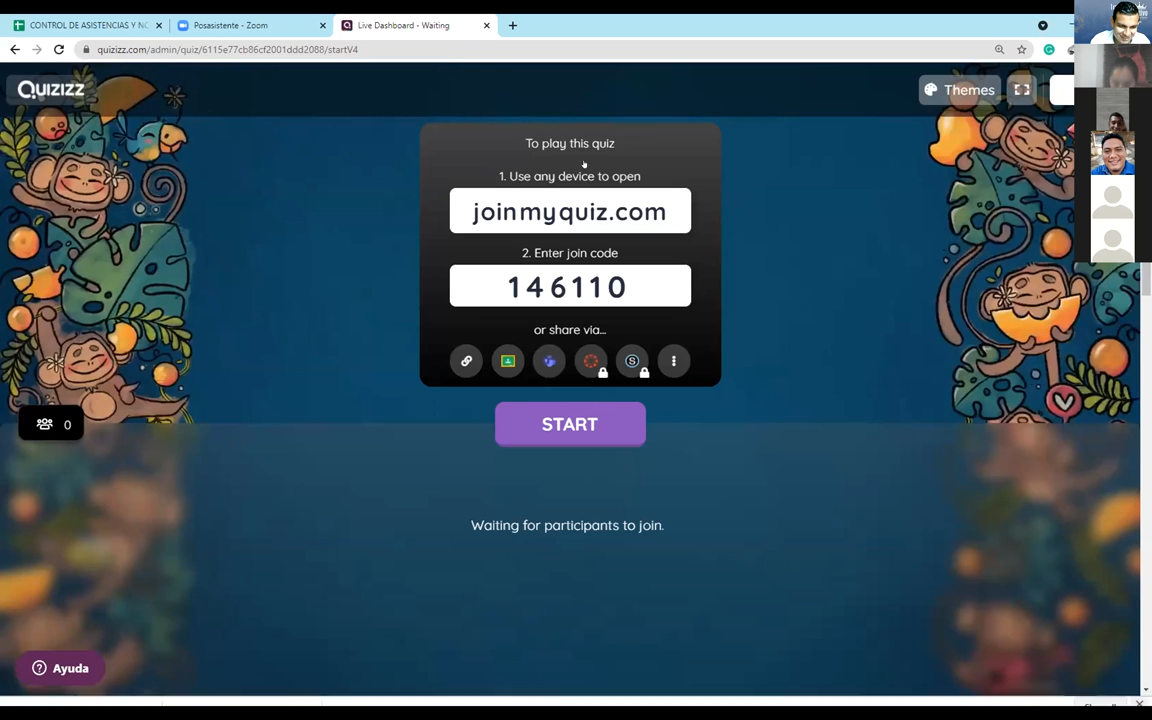 CONTROL DE ASISTENCIAS Y NO
Posasistente - Zoom
Live Dashboard - Waiting
quizizz.com/admin/quiz/6115e77cb86cf2001ddd2088/startV4
Quizizz
Themes
To play this quiz
1. Use any device to open
joinmyquiz.com
2. Enter join code
146110
or share via...
0
START
Waiting for participants to join.
Ayuda